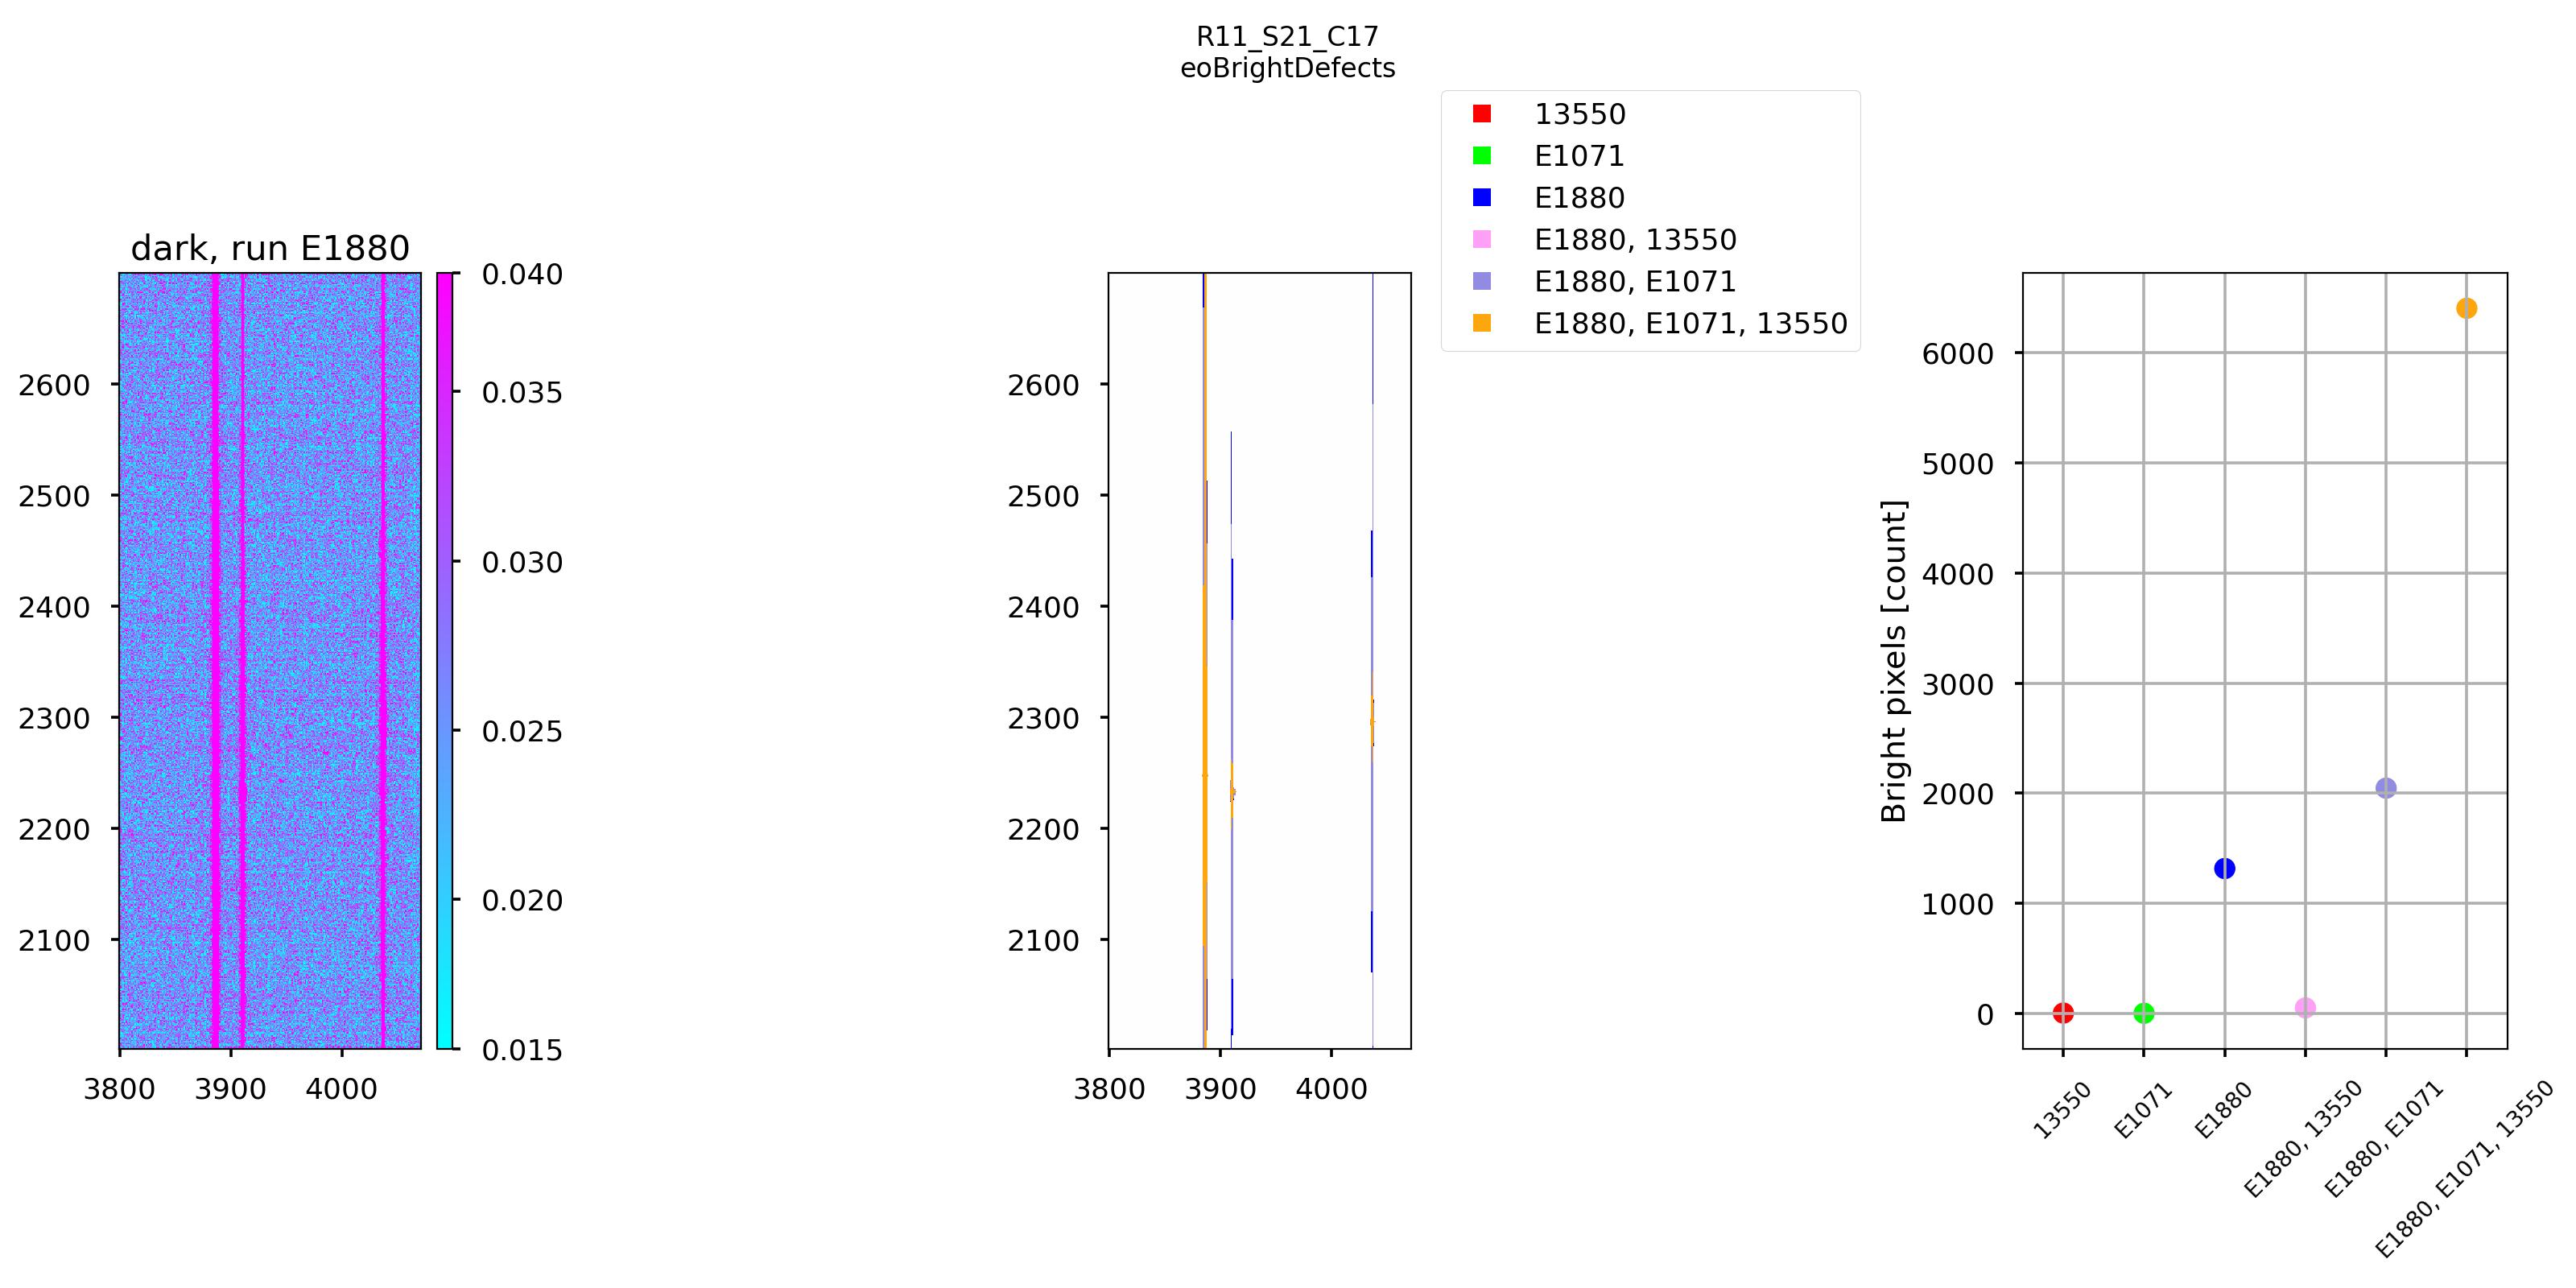 R11_S21_C17
eoBrightDefects
dark, run E1880
2600
2500
2400
2300
2200
2100
3800 3900 4000
0.040
0.035
0.030
0.025
0.020
0.015
2600
2500
2400
2300
2200
2100
3800 3900 4000
13550
E1071
E1880
E1880, 13550
E1880, E1071
E1880, E1071, 13550
Bright pixels [count]
6000
5000
4000
3000
2000
1000
0
13550
E1071
E1880
E1880, 13550
E1880, E1071
E1880, E1071, 13550